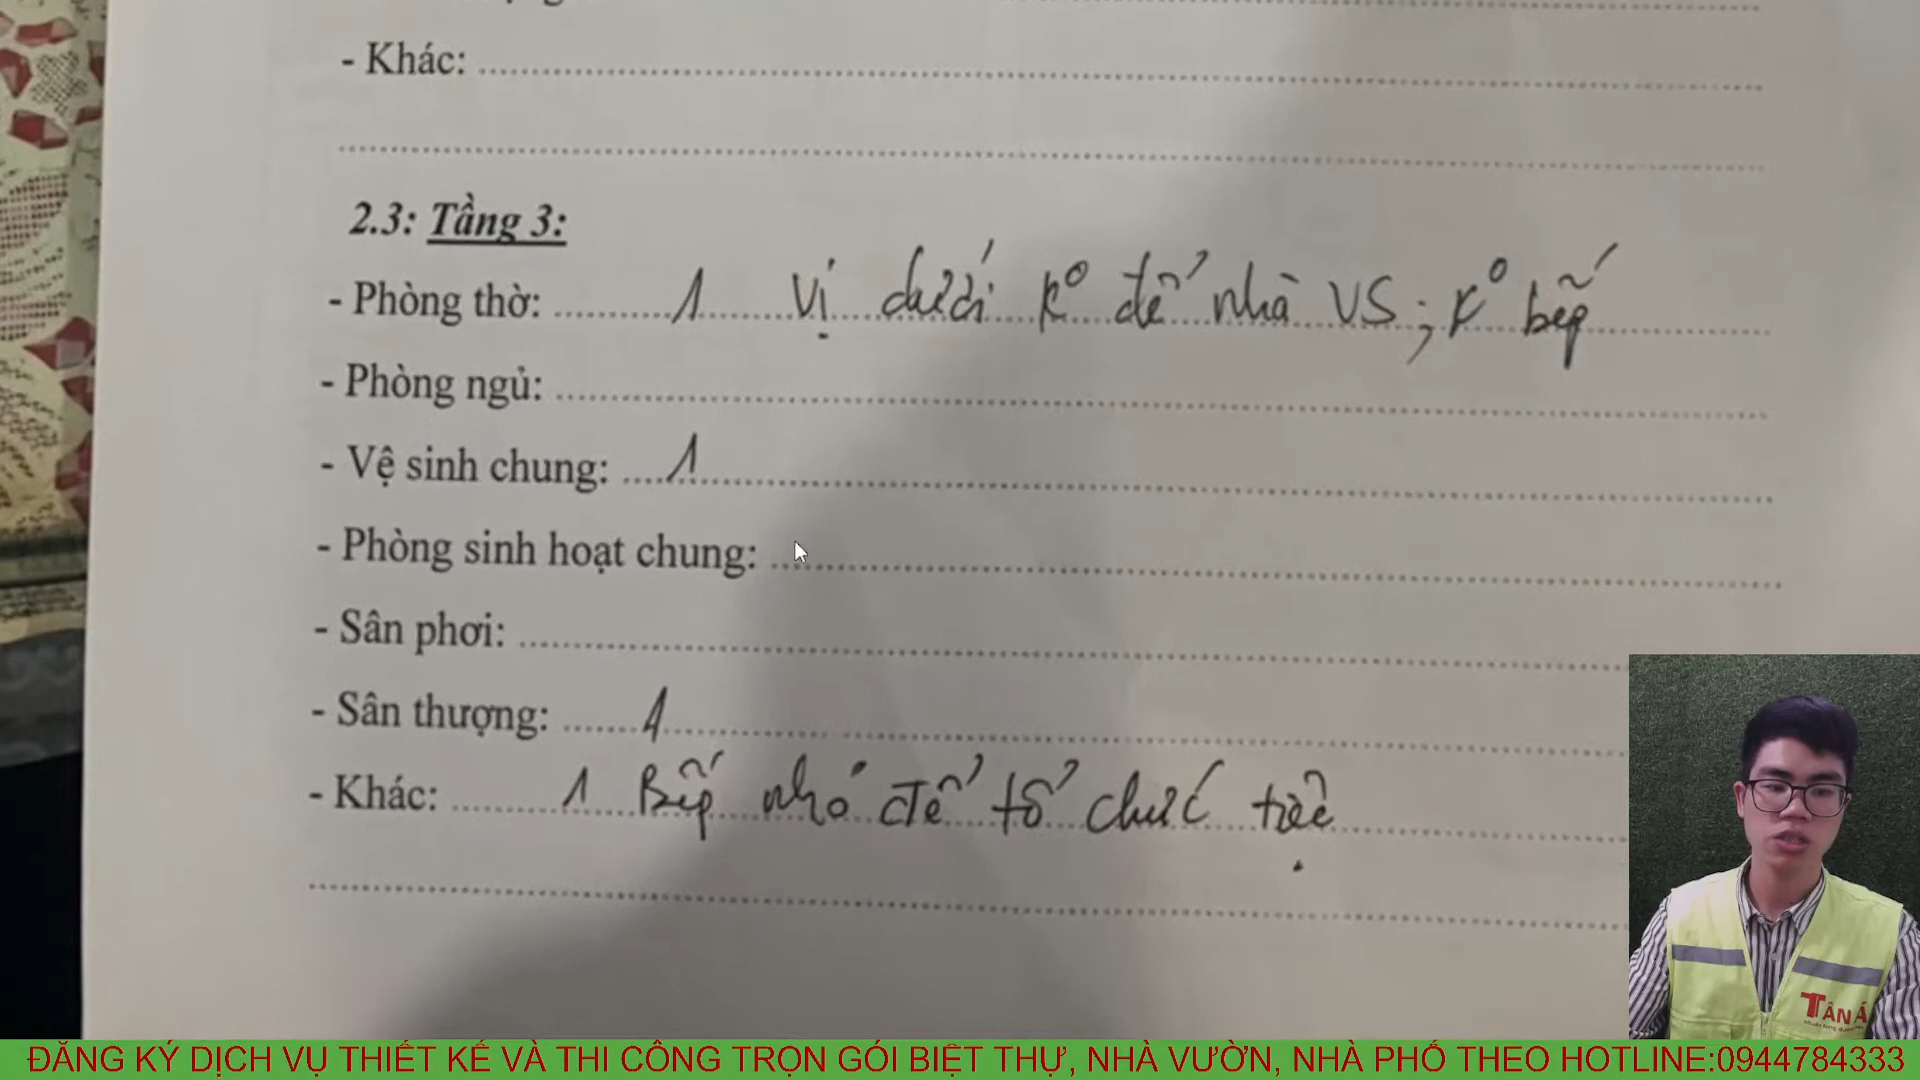 - Khác: ........
2.3: Tầng 3:
- Phòng thờ: ........ 1 Vị dưới k° để nhà VS; k° bếp
- Phòng ngủ: ........
- Vệ sinh chung: .... 1 ........
- Phòng sinh hoạt chung: ........
- Sân phơi: ........
- Sân thượng: ...... 1 ........
- Khác: ........ 1 Bếp nhỏ để tổ chức tiệc
TÂN Á
ĐĂNG KÝ DỊCH VỤ THIẾT KẾ VÀ THI CÔNG TRỌN GÓI BIỆT THỰ, NHÀ VƯỜN, NHÀ PHỐ THEO HOTLINE:0944784333